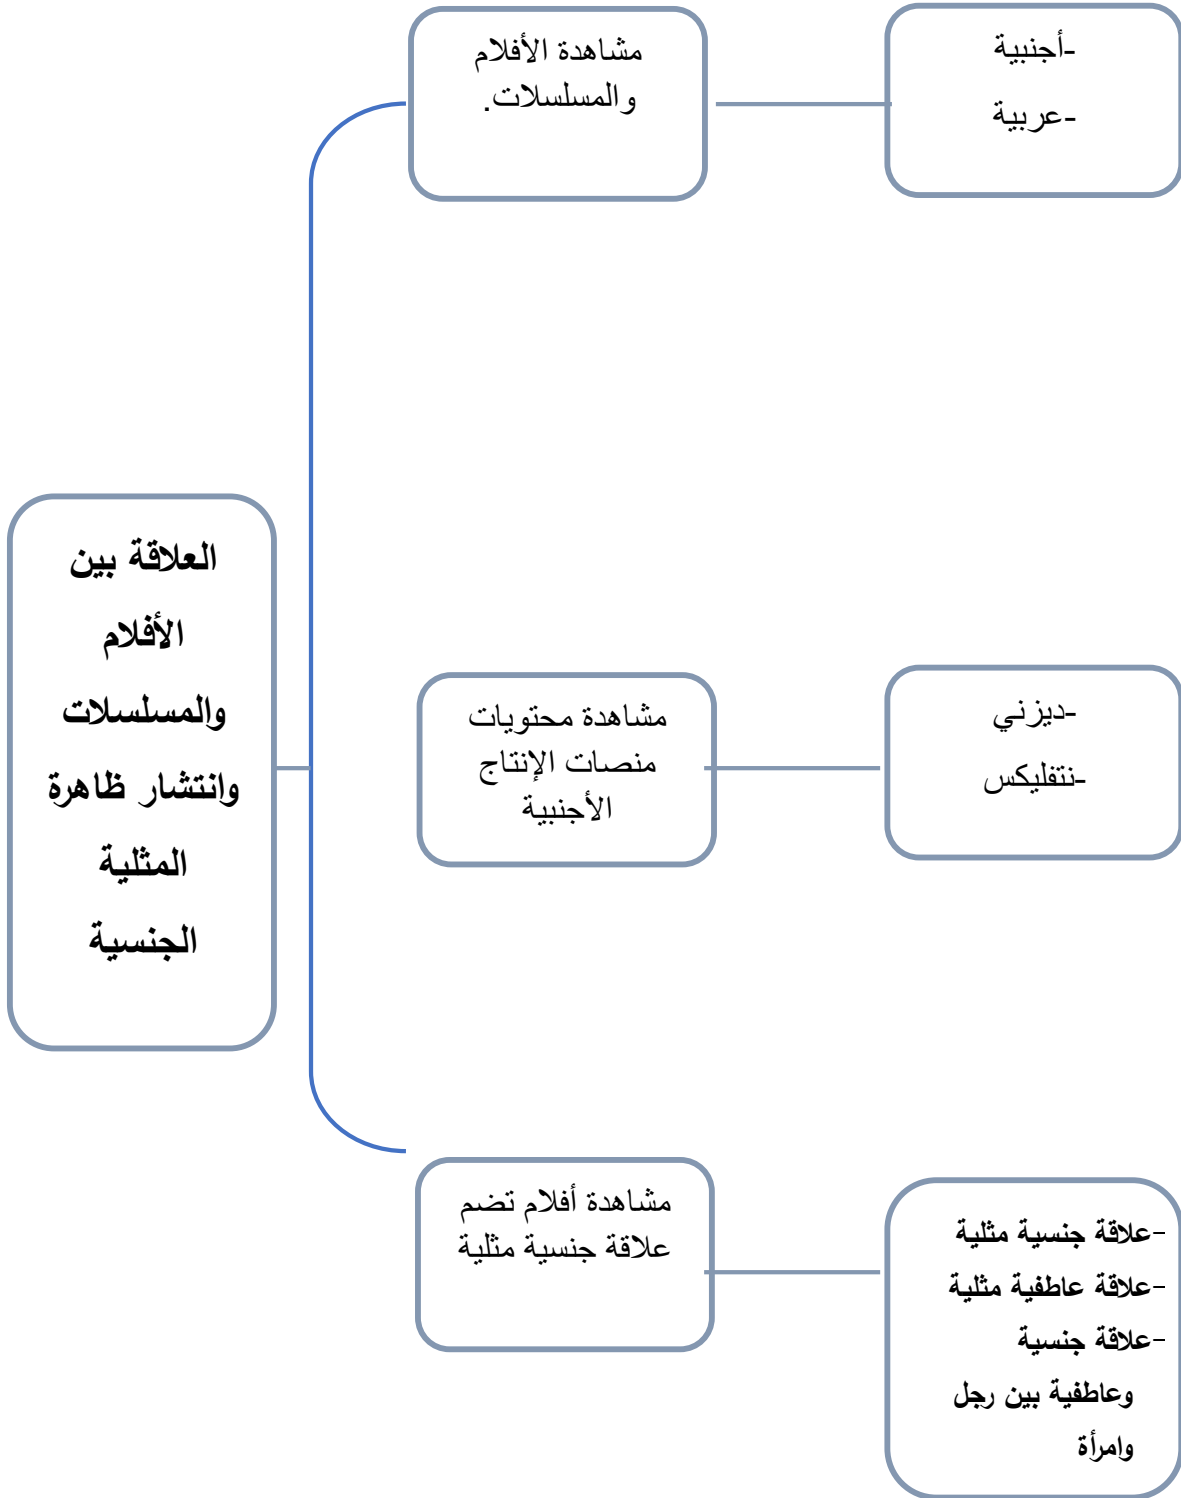 العلاقة بين
الأفلام
والمسلسلات
وانتشار ظاهرة
المثلية
الجنسية
مشاهدة الأفلام
والمسلسلات.
-أجنبية
-عربية
مشاهدة محتويات
منصات الإنتاج
الأجنبية
-ديزني
-نتفليكس
مشاهدة أفلام تضم
علاقة جنسية مثلية
-علاقة جنسية مثلية
-علاقة عاطفية مثلية
-علاقة جنسية
وعاطفية بين رجل
وامرأة